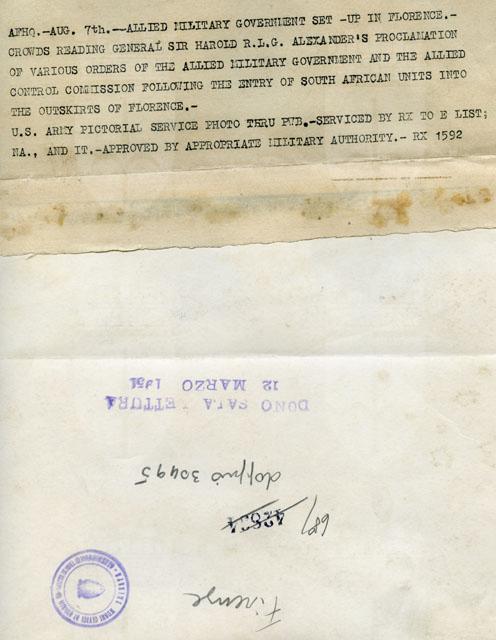 AFHQ.-AUG. 7th.--ALLIED MILITARY GOVERNMENT SET -UP IN FLORENCE.-
CROWDS READING GENERAL SIR HAROLD R.L.G. ALEXANDER'S PROCLAMATION
OF VARIOUS ORDERS OF THE ALLIED MILITARY GOVERNMENT AND THE ALLIED
CONTROL COMMISSION FOLLOWING THE ENTRY OF SOUTH AFRICAN UNITS INTO
THE OUTSKIRTS OF FLORENCE.-
U.S. ARMY PICTORIAL SERVICE PHOTO THRU PWB.-SERVICED BY RX TO E LIST;
NA., AND IT.-APPROVED BY APPROPRIATE MILITARY AUTHORITY.- RX 1592
12 MARZO 1951
DONO SALA LETTURA
doppio 30495
689/
Firenze